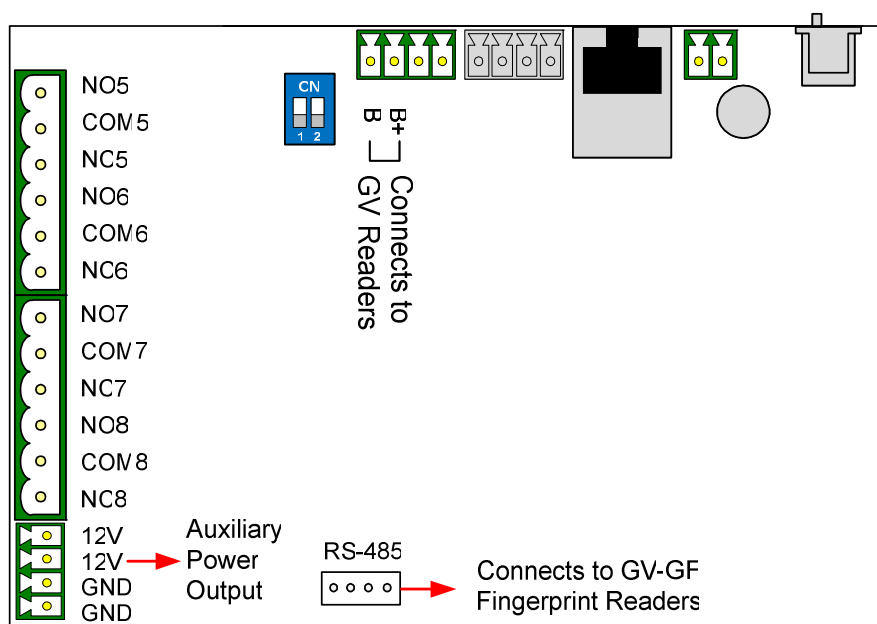 CN
1 2
B+
B
Connects to
GV Readers
NO5
COM5
NC5
NO6
COM6
NC6
NO7
COM7
NC7
NO8
COM8
NC8
12V
12V
GND
GND
Auxiliary
Power
Output
RS-485
Connects to GV-GF
Fingerprint Readers